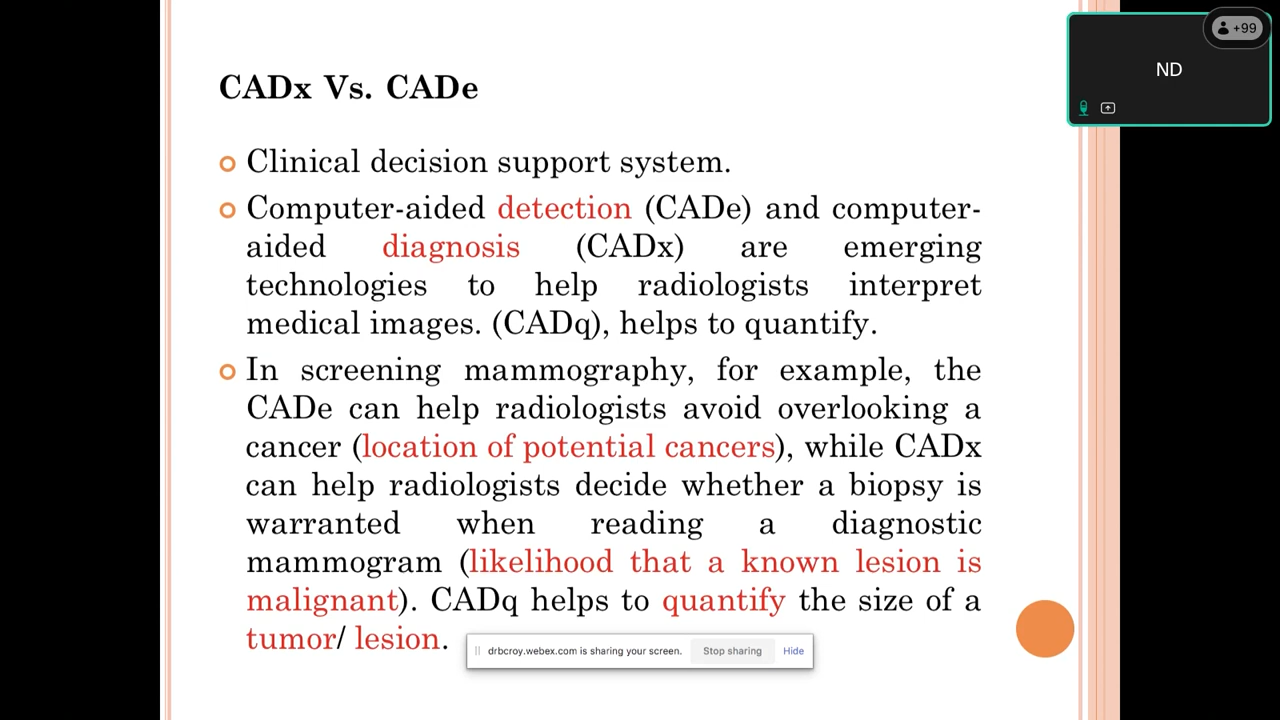 +99
ND
CADx Vs. CADe
Clinical decision support system.
Computer-aided detection (CADe) and computer-
aided diagnosis (CADx) are emerging
technologies to help radiologists interpret
medical images. (CADq), helps to quantify.
In screening mammography, for example, the
CADe can help radiologists avoid overlooking a
cancer (location of potential cancers), while CADx
can help radiologists decide whether a biopsy is
warranted when reading a diagnostic
mammogram (likelihood that a known lesion is
malignant). CADq helps to quantify the size of a
tumor/ lesion.
drbcroy.webex.com is sharing your screen. Stop sharing Hide